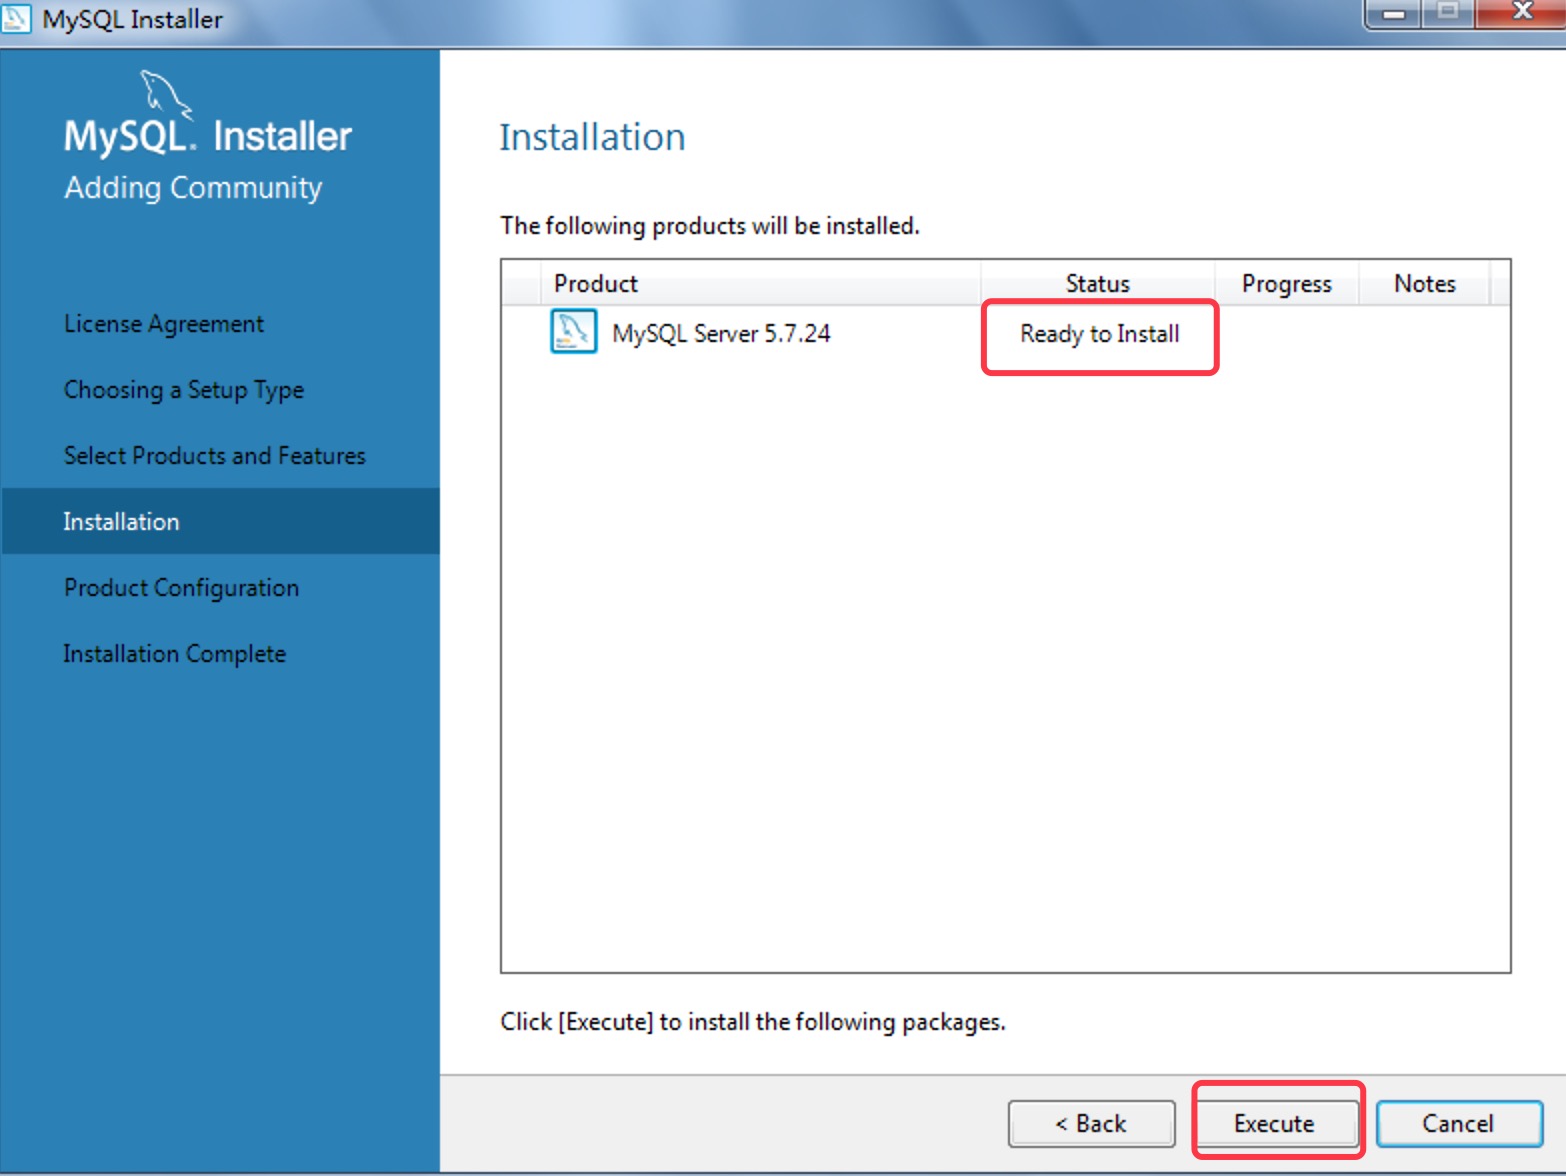 MySQL Installer
MySQL. Installer
Adding Community
License Agreement
Choosing a Setup Type
Select Products and Features
Installation
Product Configuration
Installation Complete
Installation
The following products will be installed.
Product Status Progress Notes
MySQL Server 5.7.24 Ready to Install
Click [Execute] to install the following packages.
< Back Execute Cancel